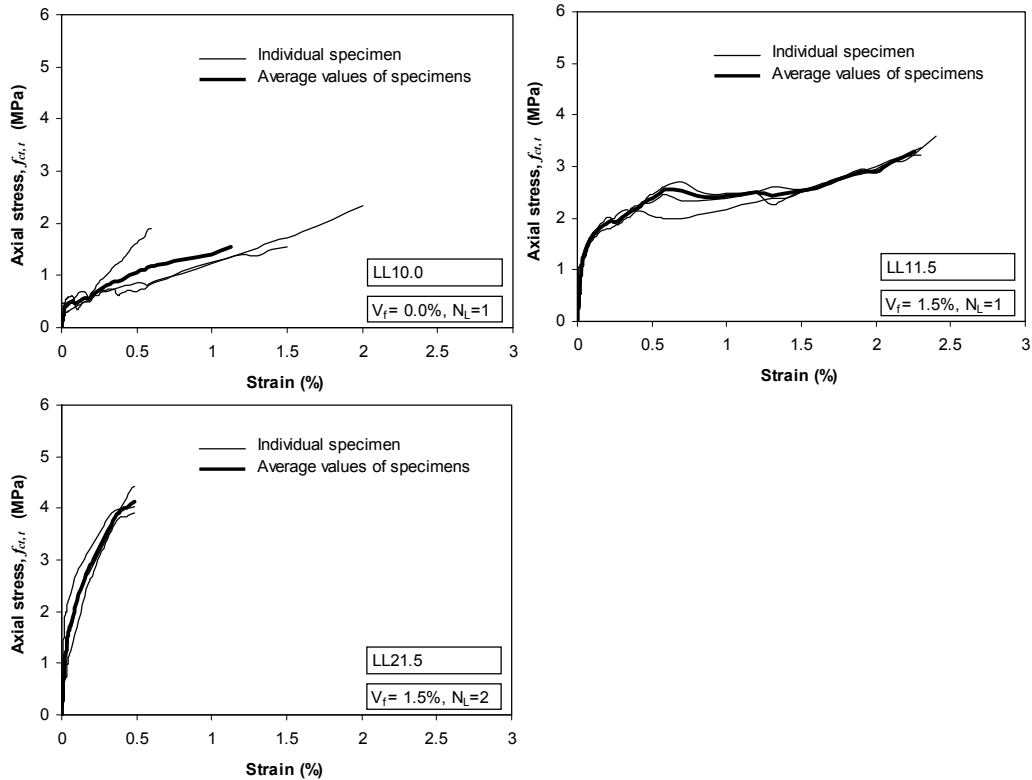 6
5
4
3
2
1
0
Axial stress, fct,t (MPa)
Individual specimen
Average values of specimens
LL10.0
Vf = 0.0%, NL=1
0 0.5 1 1.5 2 2.5 3
Strain (%)
6
5
4
3
2
1
0
Axial stress, fct,t (MPa)
Individual specimen
Average values of specimens
LL11.5
Vf = 1.5%, NL=1
0 0.5 1 1.5 2 2.5 3
Strain (%)
6
5
4
3
2
1
0
Axial stress, fct,t (MPa)
Individual specimen
Average values of specimens
LL21.5
Vf = 1.5%, NL=2
0 0.5 1 1.5 2 2.5 3
Strain (%)